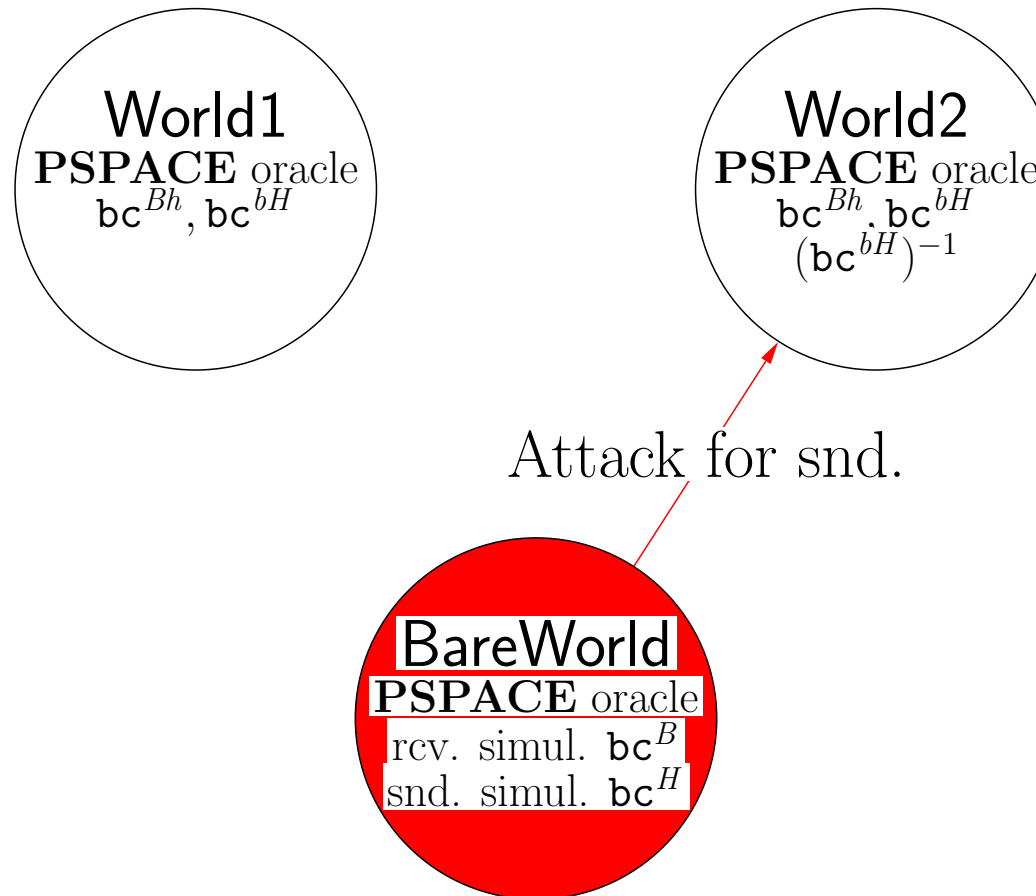 World1
PSPACE oracle
bc^{Bh}, bc^{bH}
World2
PSPACE oracle
bc^{Bh}, bc^{bH}
(bc^{bH})^{-1}
Attack for snd.
BareWorld
PSPACE oracle
rcv. simul. bc^{B}
snd. simul. bc^{H}